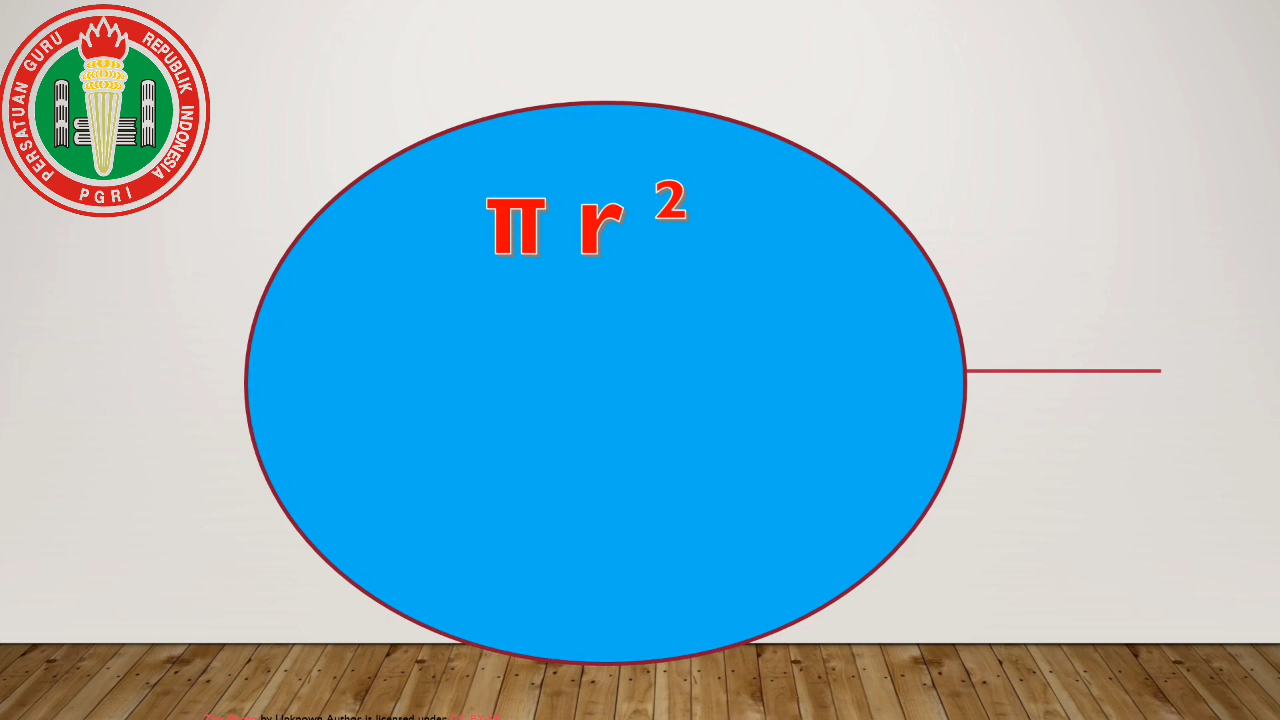 PERSATUAN GURU REPUBLIK INDONESIA
PGRI
π r ²
by Unknown Author is licensed under